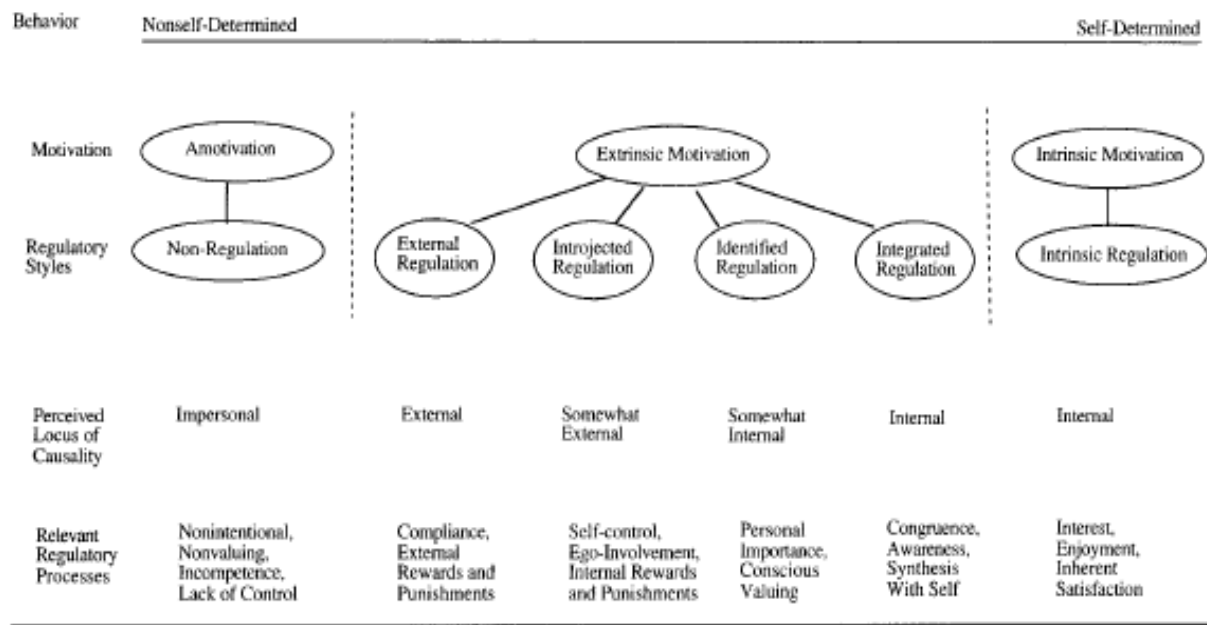 Behavior
Nonself-Determined
Self-Determined
Motivation
Amotivation
Extrinsic Motivation
Intrinsic Motivation
Regulatory
Styles
Non-Regulation
External
Regulation
Introjected
Regulation
Identified
Regulation
Integrated
Regulation
Intrinsic Regulation
Perceived
Locus of
Causality
Impersonal
External
Somewhat
External
Somewhat
Internal
Internal
Internal
Relevant
Regulatory
Processes
Nonintentional,
Nonvaluing,
Incompetence,
Lack of Control
Compliance,
External
Rewards and
Punishments
Self-control,
Ego-Involvement,
Internal Rewards
and Punishments
Personal
Importance,
Conscious
Valuing
Congruence,
Awareness,
Synthesis
With Self
Interest,
Enjoyment,
Inherent
Satisfaction